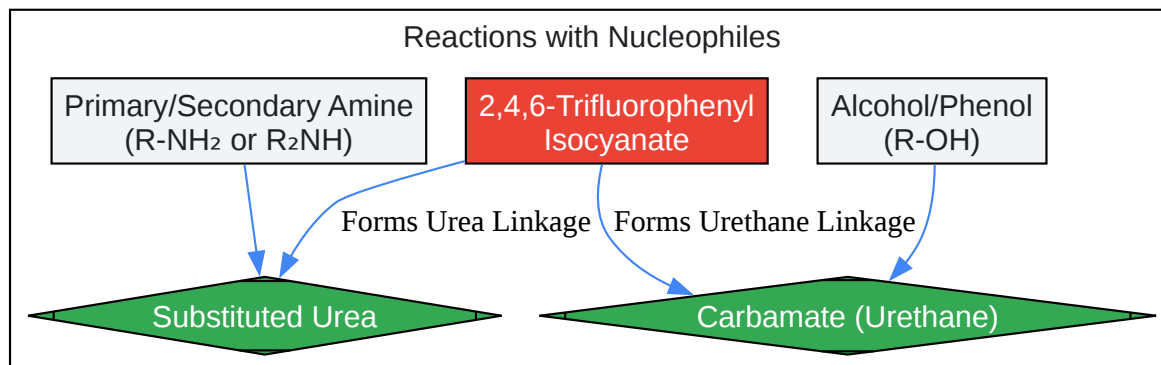 Reactions with Nucleophiles
Primary/Secondary Amine
(R-NH₂ or R₂NH)
2,4,6-Trifluorophenyl
Isocyanate
Alcohol/Phenol
(R-OH)
Forms Urea Linkage
Forms Urethane Linkage
Substituted Urea
Carbamate (Urethane)